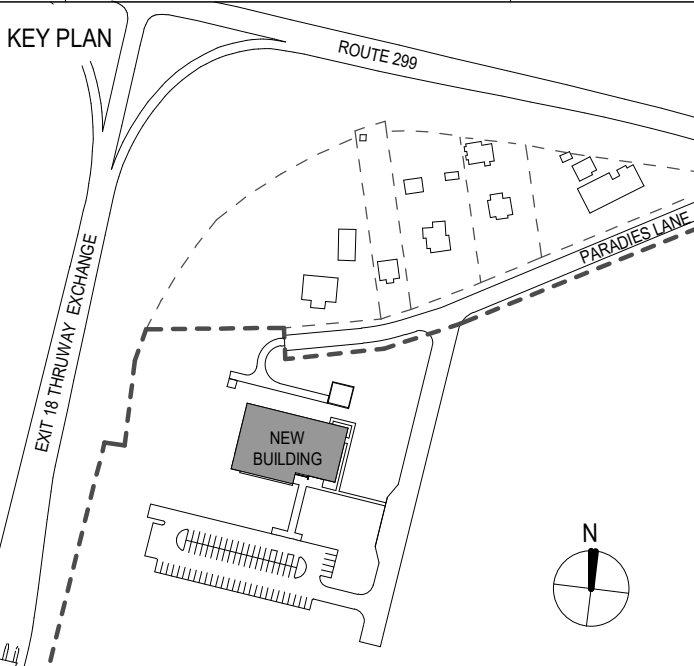 KEY PLAN
ROUTE 299
PARADIES LANE
EXIT 18 THRUWAY EXCHANGE
NEW
BUILDING
N